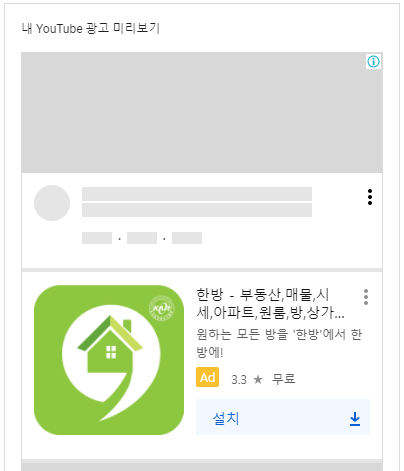 내 YouTube 광고 미리보기
한방 - 부동산,매물,시
세,아파트,원룸,방,상가...
원하는 모든 방을 '한방'에서 한
방에!
Ad 3.3 ★ 무료
설치